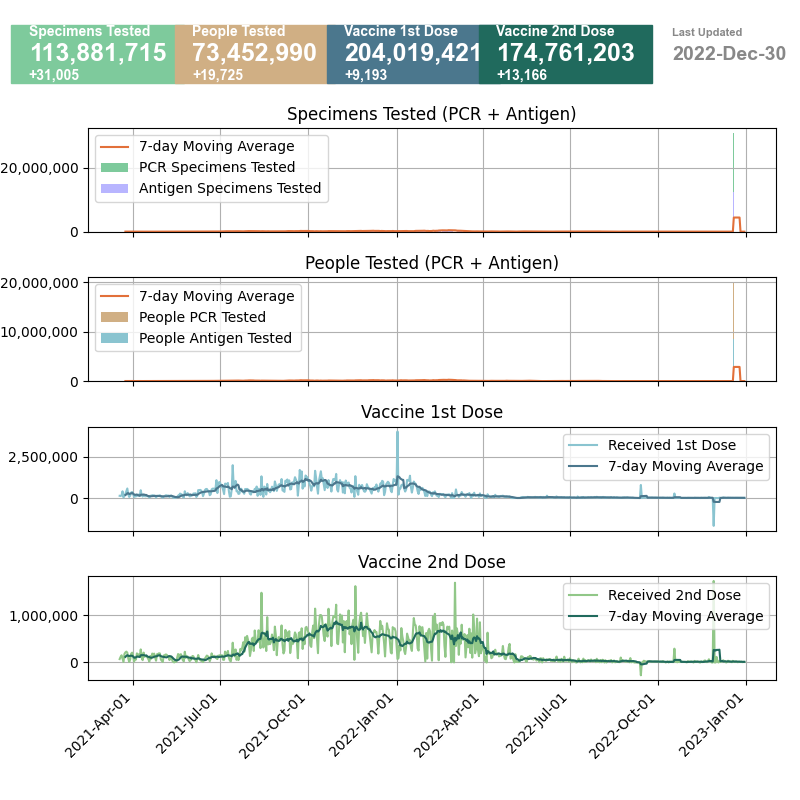 Specimens Tested
113,881,715
+31,005
People Tested
73,452,990
+19,725
Vaccine 1st Dose
204,019,421
+9,193
Vaccine 2nd Dose
174,761,203
+13,166
Last Updated
2022-Dec-30
Specimens Tested (PCR + Antigen)
7-day Moving Average
PCR Specimens Tested
Antigen Specimens Tested
20,000,000
0
People Tested (PCR + Antigen)
7-day Moving Average
People PCR Tested
People Antigen Tested
20,000,000
10,000,000
0
Vaccine 1st Dose
Received 1st Dose
7-day Moving Average
2,500,000
0
Vaccine 2nd Dose
Received 2nd Dose
7-day Moving Average
1,000,000
0
2021-Apr-01
2021-Jul-01
2021-Oct-01
2022-Jan-01
2022-Apr-01
2022-Jul-01
2022-Oct-01
2023-Jan-01